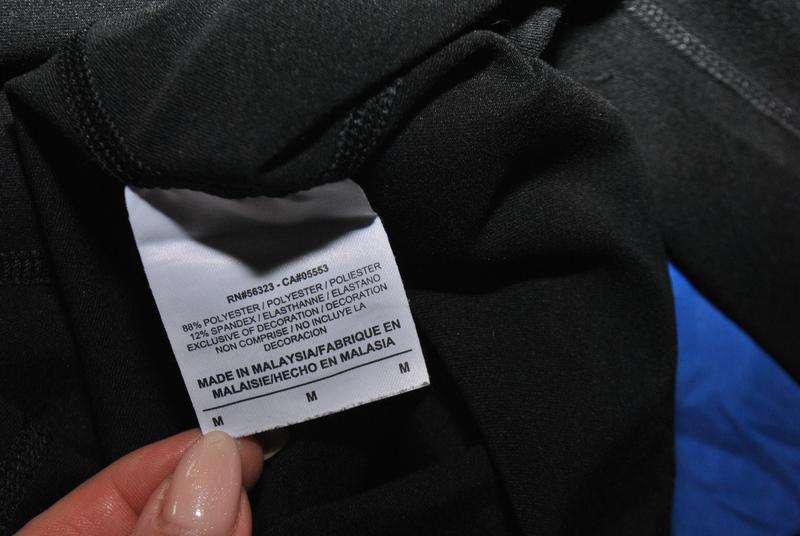 RN#56323 - CA#05553
88% POLYESTER / POLYESTER / POLIESTER
12% SPANDEX / ELASTHANNE / ELASTANO
EXCLUSIVE OF DECORATION / DECORATION
NON COMPRISE / NO INCLUYE LA
DECORACION
MADE IN MALAYSIA/FABRIQUE EN
MALAISIE/HECHO EN MALASIA
M M M